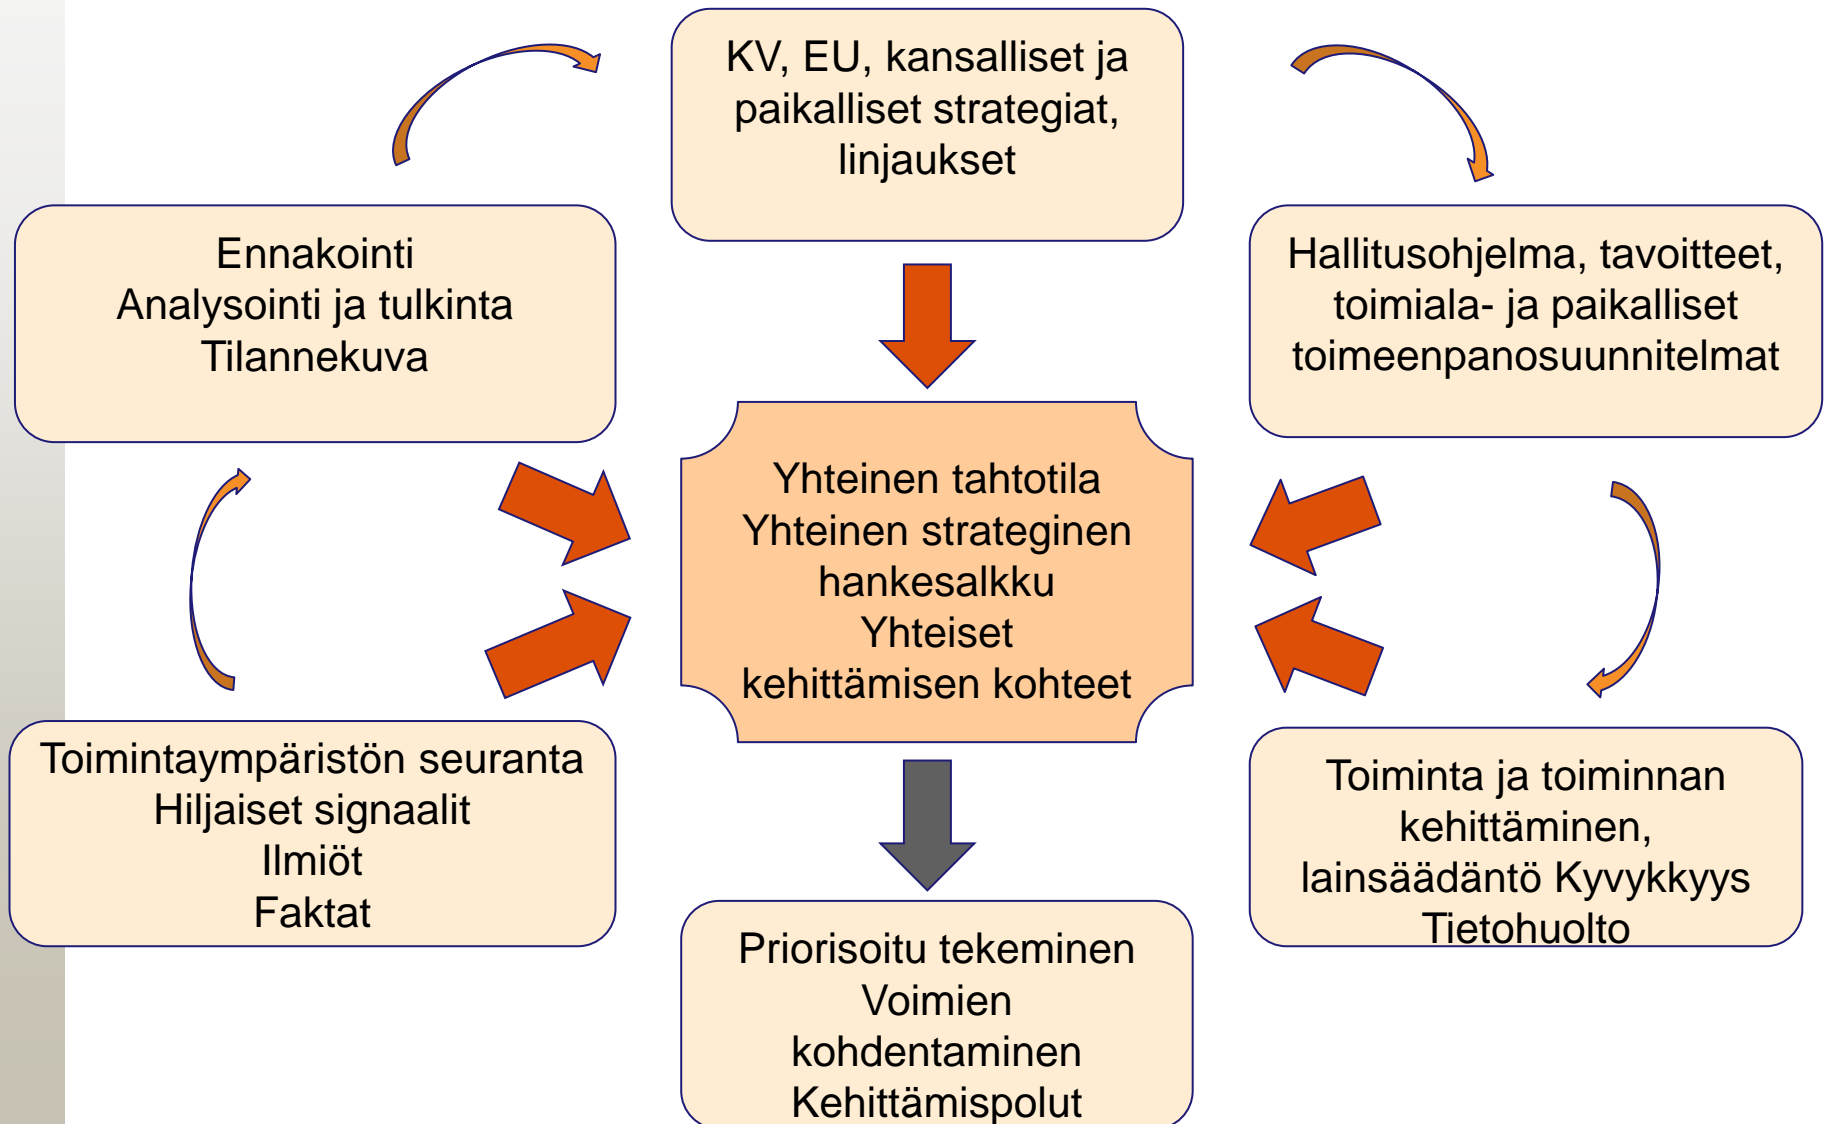 KV, EU, kansalliset ja
paikalliset strategiat,
linjaukset
Ennakointi
Analysointi ja tulkinta
Tilannekuva
Hallitusohjelma, tavoitteet,
toimiala- ja paikalliset
toimeenpanosuunnitelmat
Yhteinen tahtotila
Yhteinen strateginen
hankesalkku
Yhteiset
kehittämisen kohteet
Toimintaympäristön seuranta
Hiljaiset signaalit
Ilmiöt
Faktat
Toiminta ja toiminnan
kehittäminen,
lainsäädäntö Kyvykkyys
Tietohuolto
Priorisoitu tekeminen
Voimien
kohdentaminen
Kehittämispolut